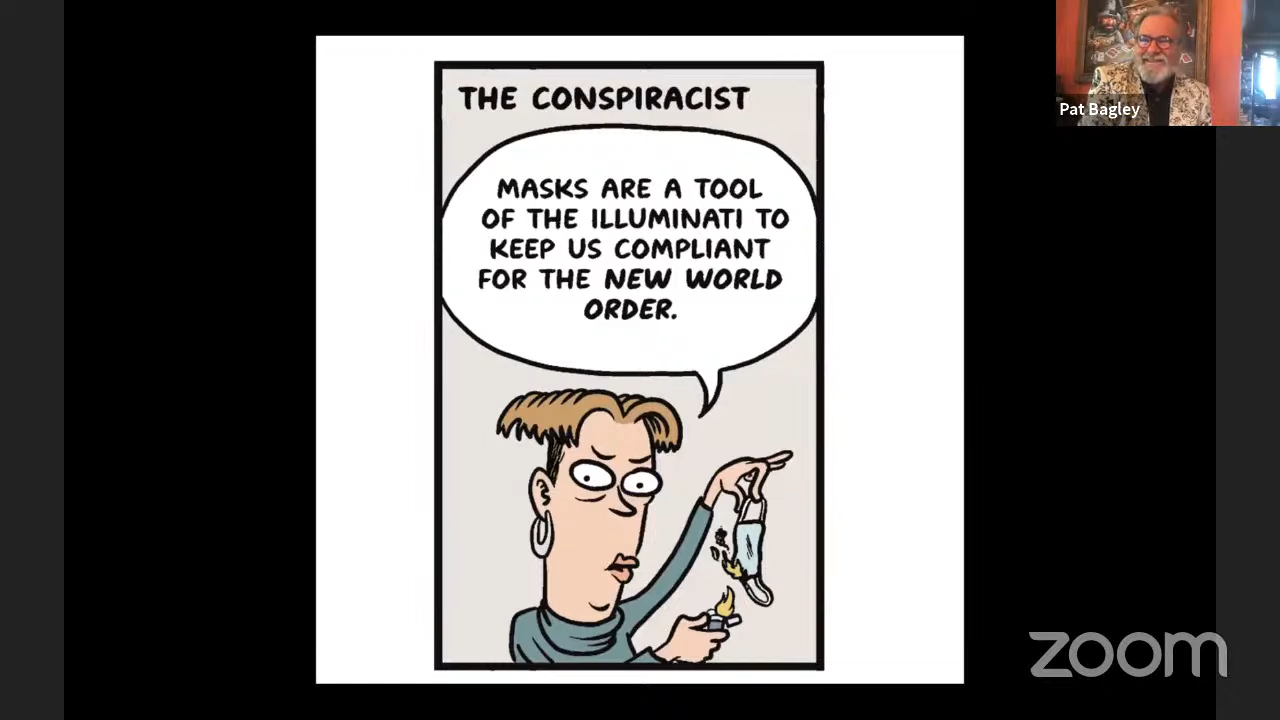 THE CONSPIRACIST
MASKS ARE A TOOL
OF THE ILLUMINATI TO
KEEP US COMPLIANT
FOR THE NEW WORLD
ORDER.
Pat Bagley
zoom